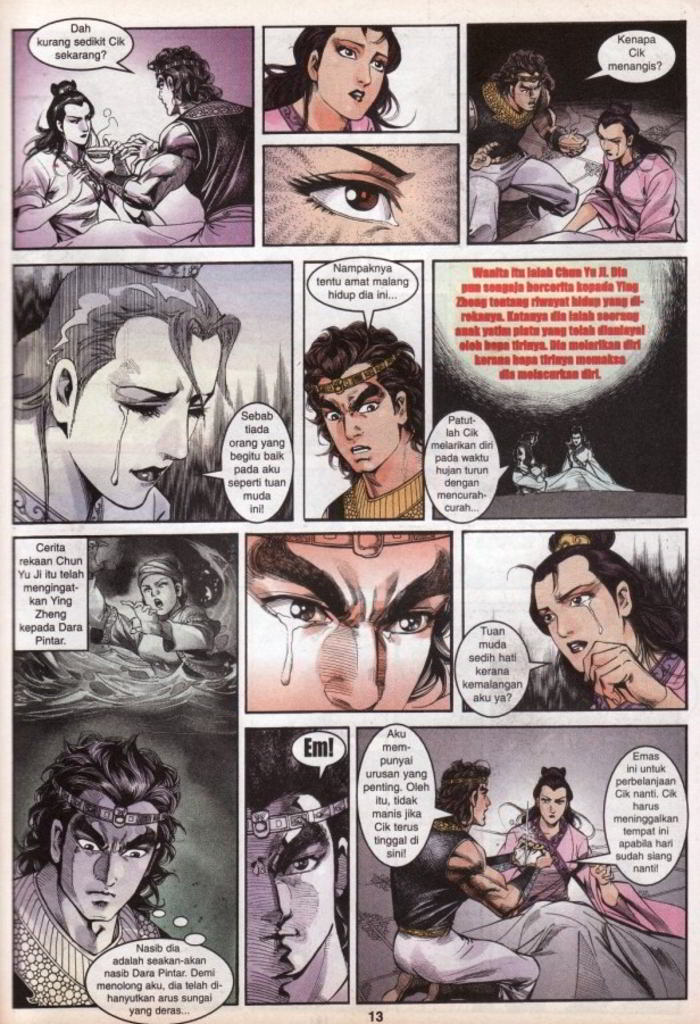 Dah
kurang sedikit Cik
sekarang?
Kenapa
Cik
menangis?
Sebab
tiada
orang yang
begitu baik
pada aku
seperti tuan
muda
ini!
Nampaknya
tentu amat malang
hidup dia ini...
Wanita itu ialah Chun Yu Ji. Dia
pun sengaja bercerita kepada Ying
Zheng tentang riwayat hidup yang di-
rekanya. Katanya dia ialah seorang
anak yatim piatu yang telah dianiayai
oleh bapa tirinya. Dia melarikan diri
kerana bapa tirinya memaksa
dia melacurkan diri.
Patut-
lah Cik
melarikan diri
pada waktu
hujan turun
dengan
mencurah-
curah...
Cerita
rekaan Chun
Yu Ji itu telah
mengingat-
kan Ying
Zheng
kepada Dara
Pintar.
Tuan
muda
sedih hati
kerana
kemalangan
aku ya?
Nasib dia
adalah seakan-akan
nasib Dara Pintar. Demi
menolong aku, dia telah di-
hanyutkan arus sungai
yang deras...
Em!
Aku
mem-
punyai
urusan yang
penting. Oleh
itu, tidak
manis jika
Cik terus
tinggal di
sini!
Emas
ini untuk
perbelanjaan
Cik nanti. Cik
harus
meninggalkan
tempat ini
apabila hari
sudah siang
nanti!
13